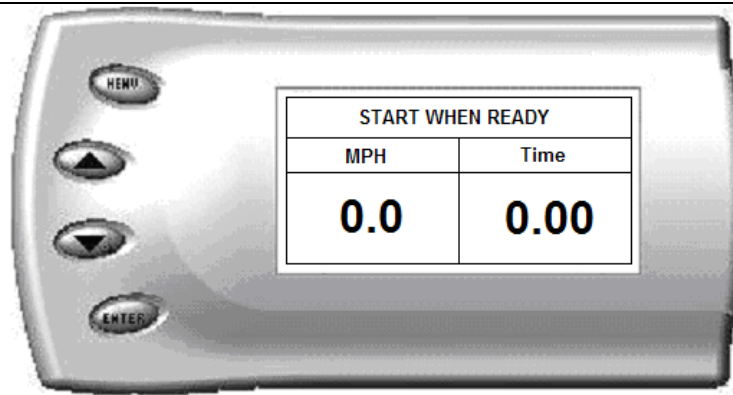 MENU
START WHEN READY
MPH Time
0.0 0.00
ENTER